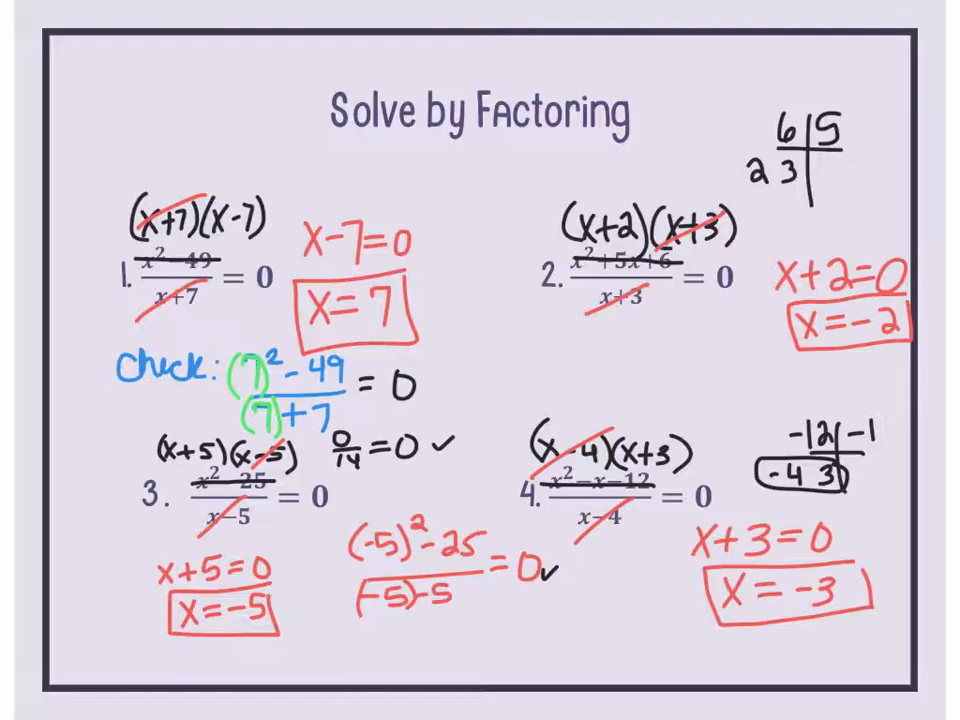 Solve by Factoring
6 | 5
2 3
(x+7)(x-7)
1. x² - 49 / x+7 = 0
x-7=0
x= 7
(x+2)(x+3)
2. x²+5x+6 / x+3 = 0
x+2=0
x=-2
Check: (7)² - 49 / (7) + 7 = 0
0/14 = 0 ✓
(x+5)(x-5)
3. x² - 25 / x-5 = 0
x+5=0
x=-5
(-5)² - 25 / (-5)-5 = 0 ✓
(x-4)(x+3)
4. x²-x-12 / x-4 = 0
-12 | -1
-4 3
x+3=0
x= -3